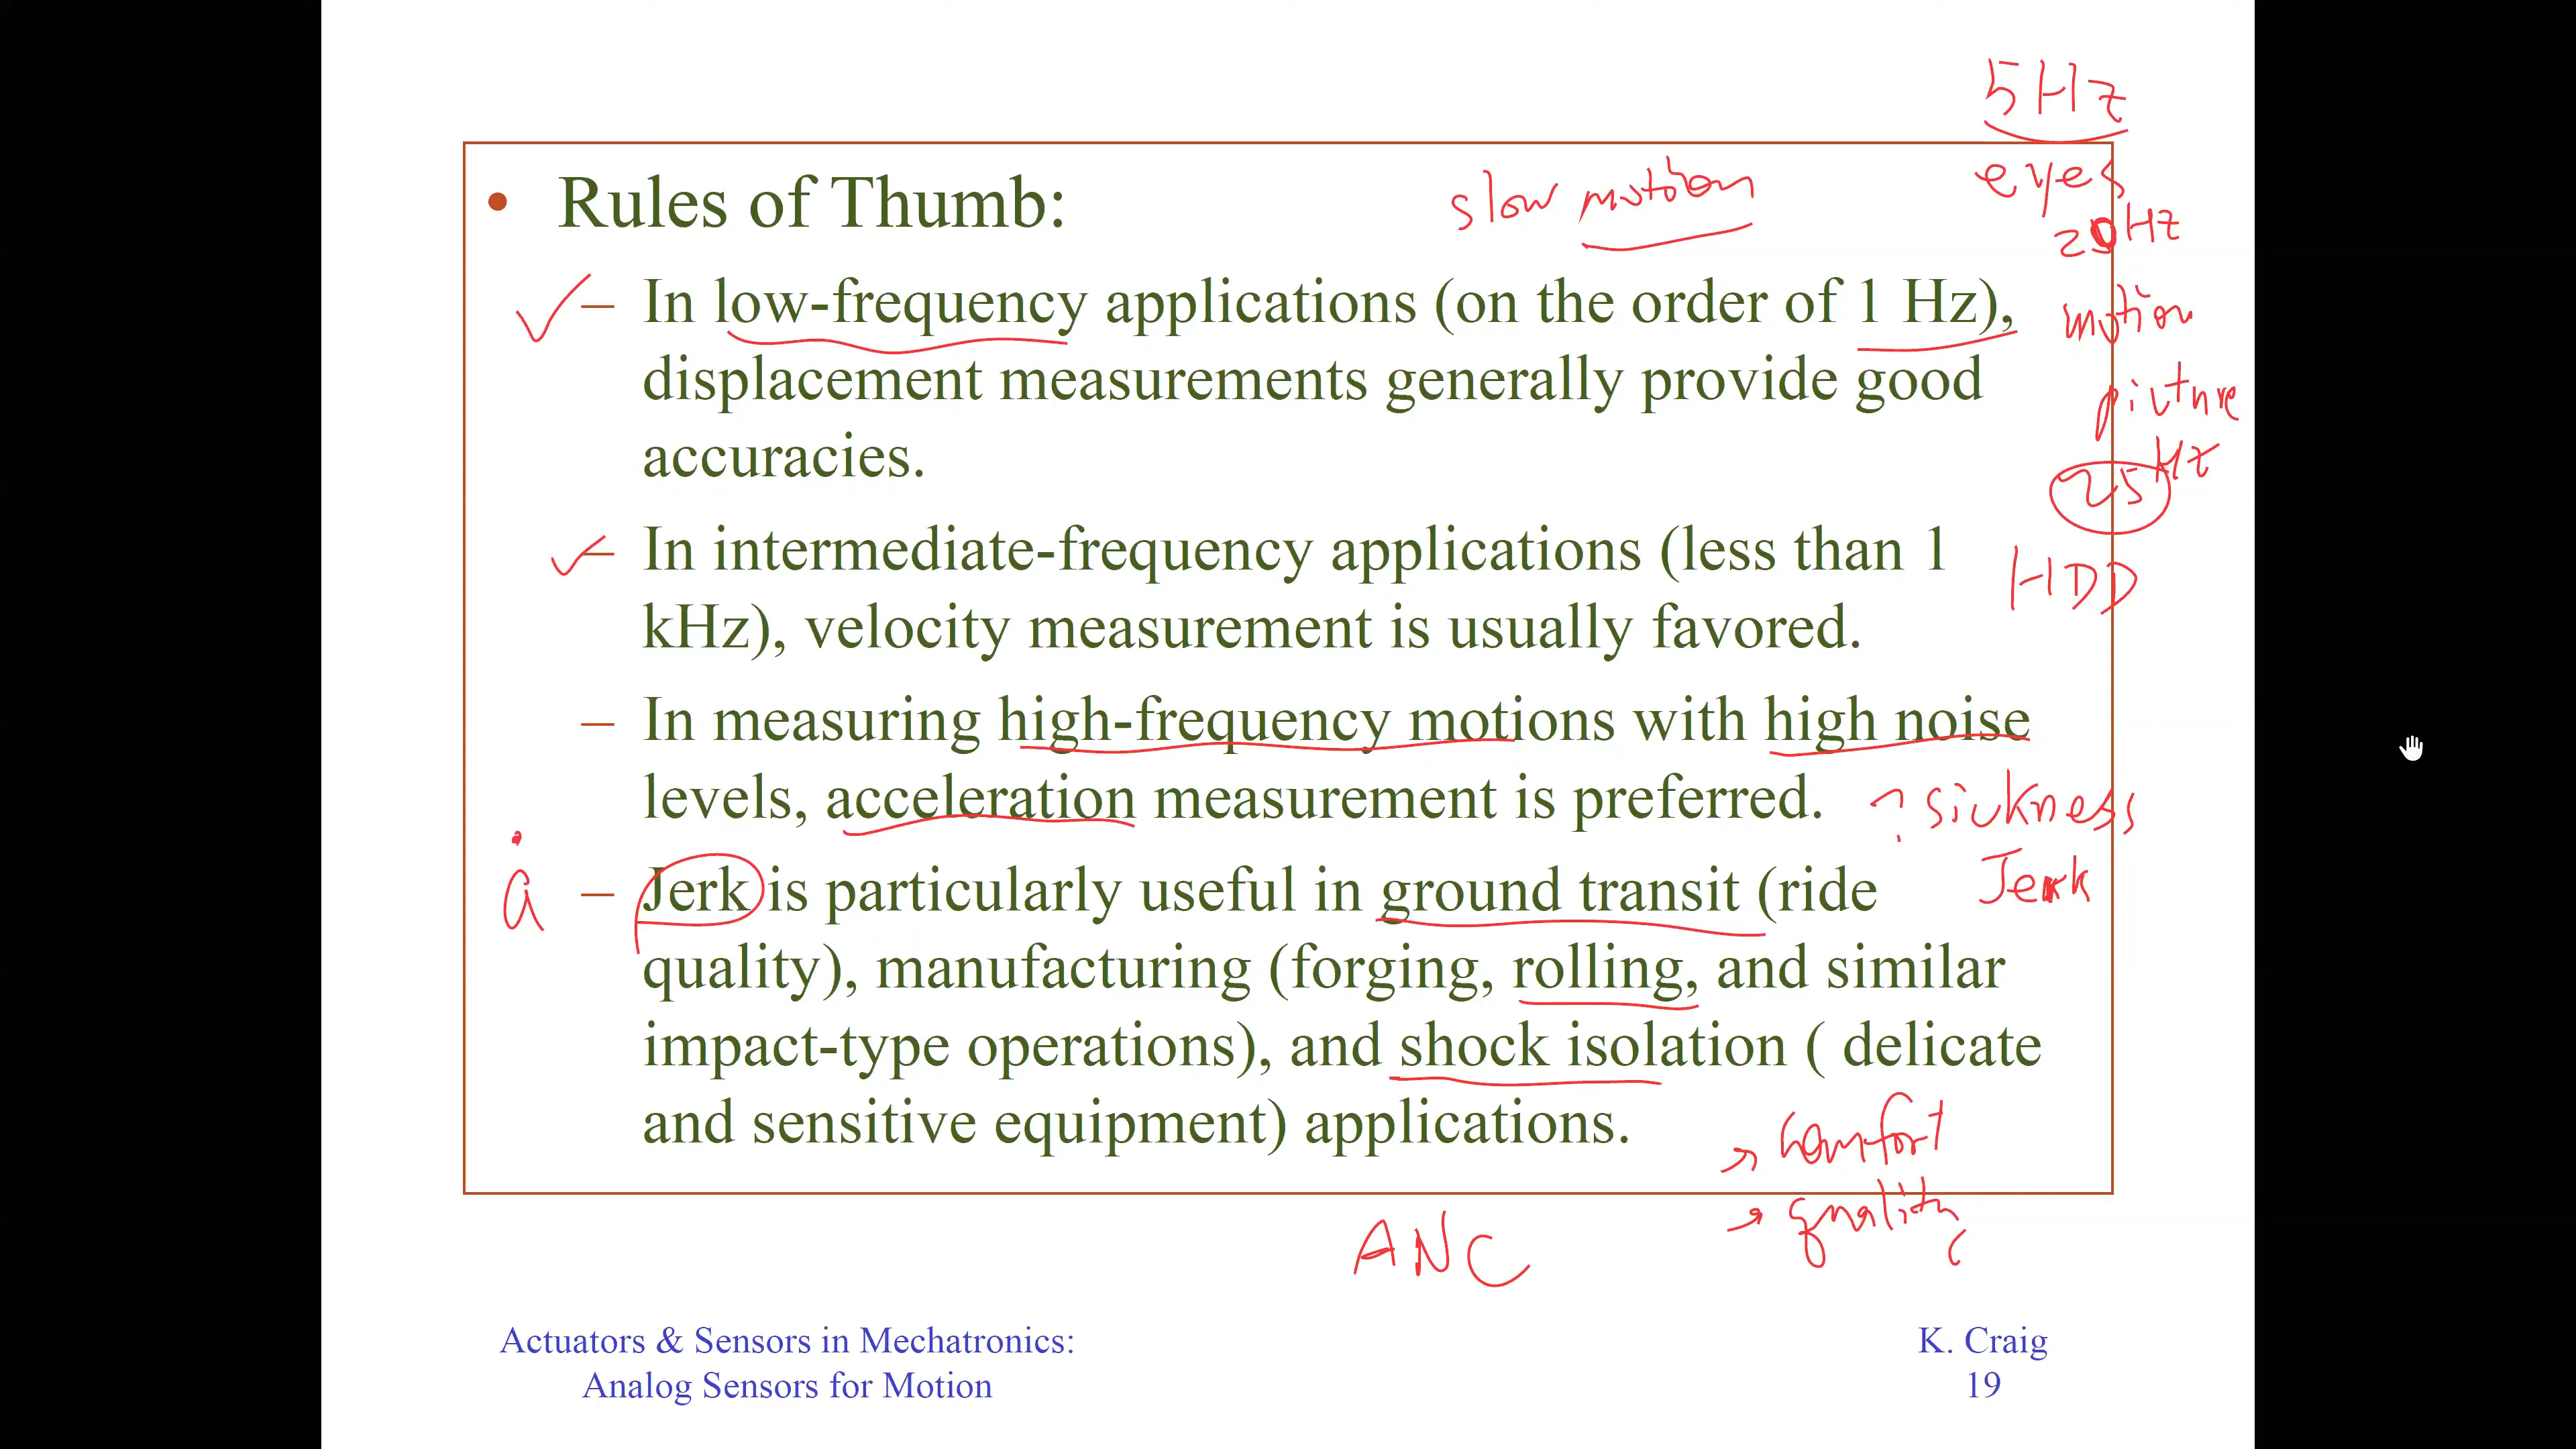 5Hz
eyes
20Hz
motion
picture
25 Hz
HDD
slow motion
• Rules of Thumb:
– In low-frequency applications (on the order of 1 Hz),
displacement measurements generally provide good
accuracies.
– In intermediate-frequency applications (less than 1
kHz), velocity measurement is usually favored.
– In measuring high-frequency motions with high noise
levels, acceleration measurement is preferred.
? sickness
Jerk
ȧ
– Jerk is particularly useful in ground transit (ride
quality), manufacturing (forging, rolling, and similar
impact-type operations), and shock isolation ( delicate
and sensitive equipment) applications.
→ comfort
→ quality
ANC
Actuators & Sensors in Mechatronics:
Analog Sensors for Motion
K. Craig
19